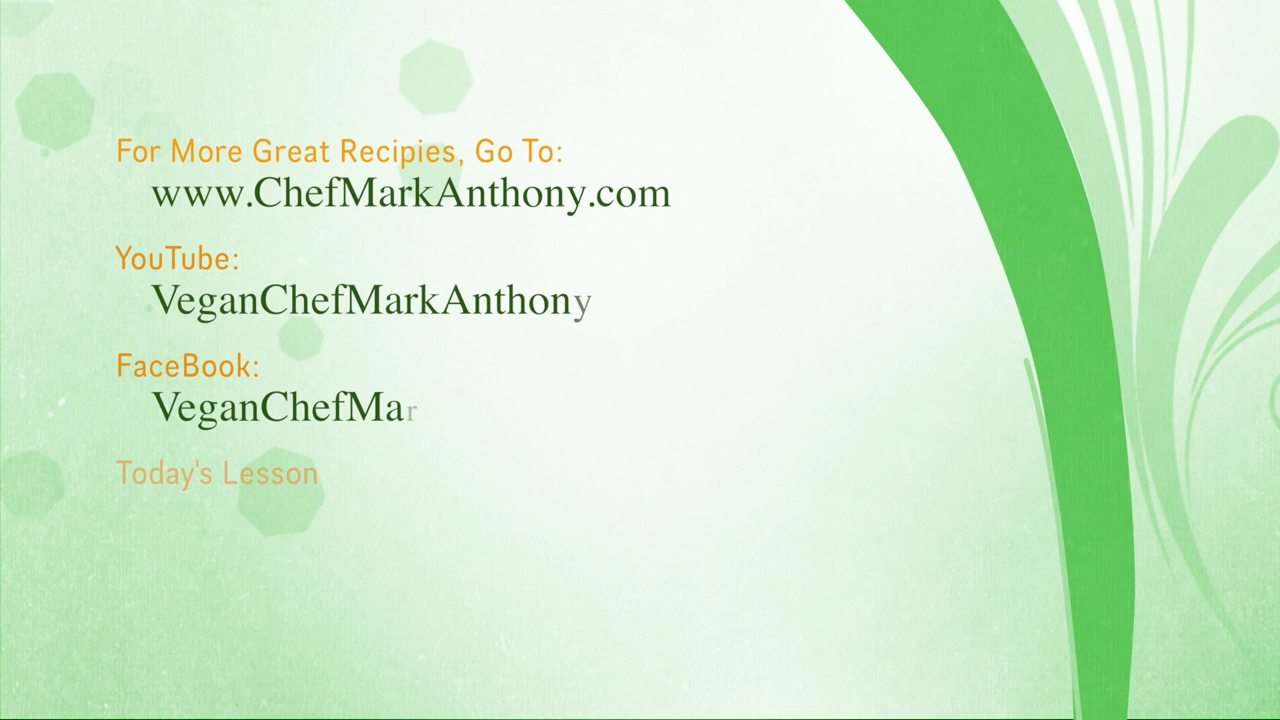 For More Great Recipies, Go To:
www.ChefMarkAnthony.com
YouTube:
VeganChefMarkAnthony
FaceBook:
VeganChefMar
Today's Lesson